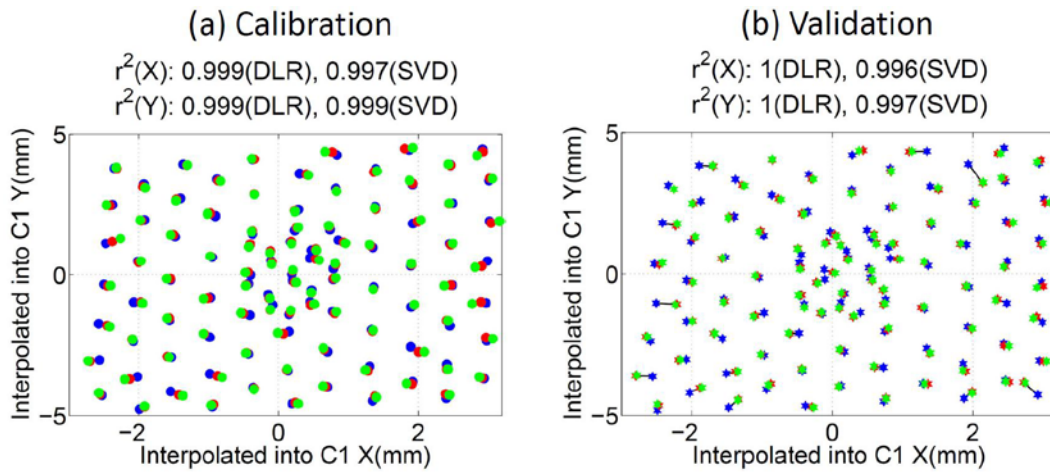 (a) Calibration
r²(X): 0.999(DLR), 0.997(SVD)
r²(Y): 0.999(DLR), 0.999(SVD)
Interpolated into C1 Y(mm)
5
0
−5
−2
0
2
Interpolated into C1 X(mm)
(b) Validation
r²(X): 1(DLR), 0.996(SVD)
r²(Y): 1(DLR), 0.997(SVD)
Interpolated into C1 Y(mm)
5
0
−5
−2
0
2
Interpolated into C1 X(mm)